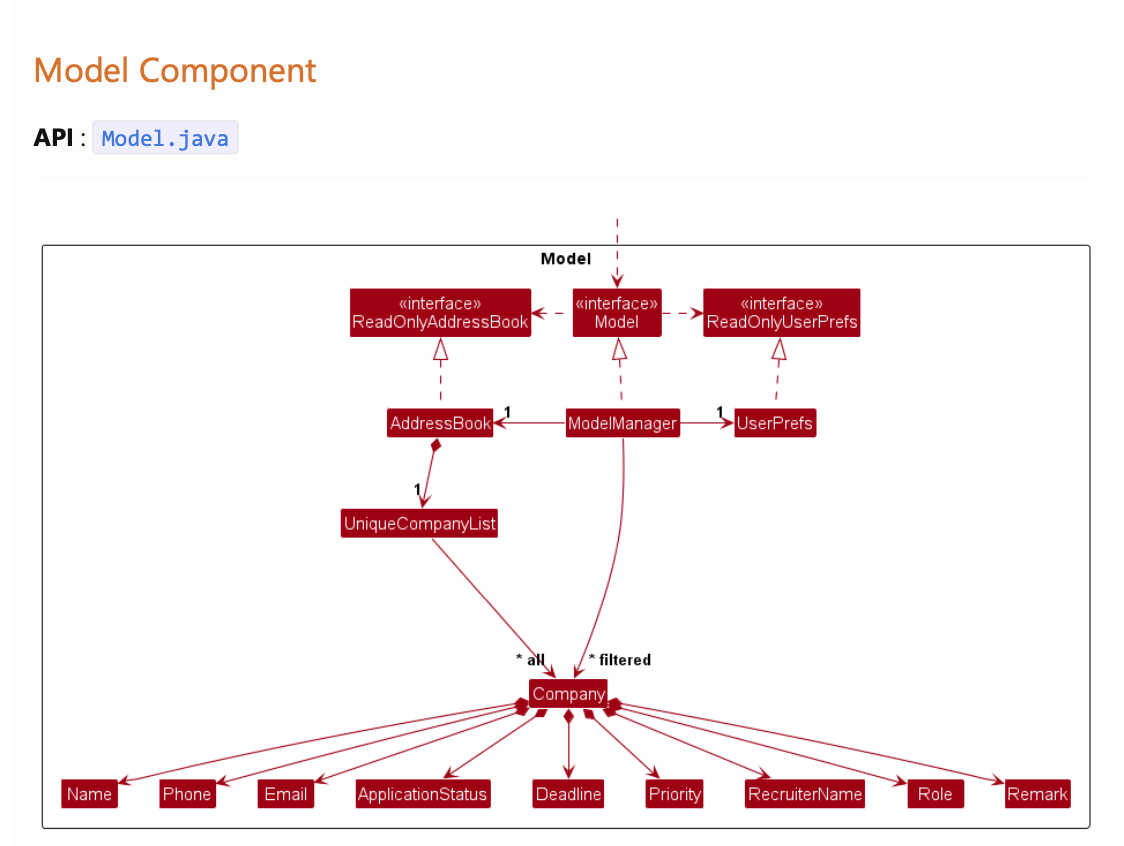 Model Component
API : Model.java
Model
«interface»
ReadOnlyAddressBook
«interface»
Model
«interface»
ReadOnlyUserPrefs
AddressBook
1
ModelManager
1
UserPrefs
1
UniqueCompanyList
* all
* filtered
Company
Name
Phone
Email
ApplicationStatus
Deadline
Priority
RecruiterName
Role
Remark